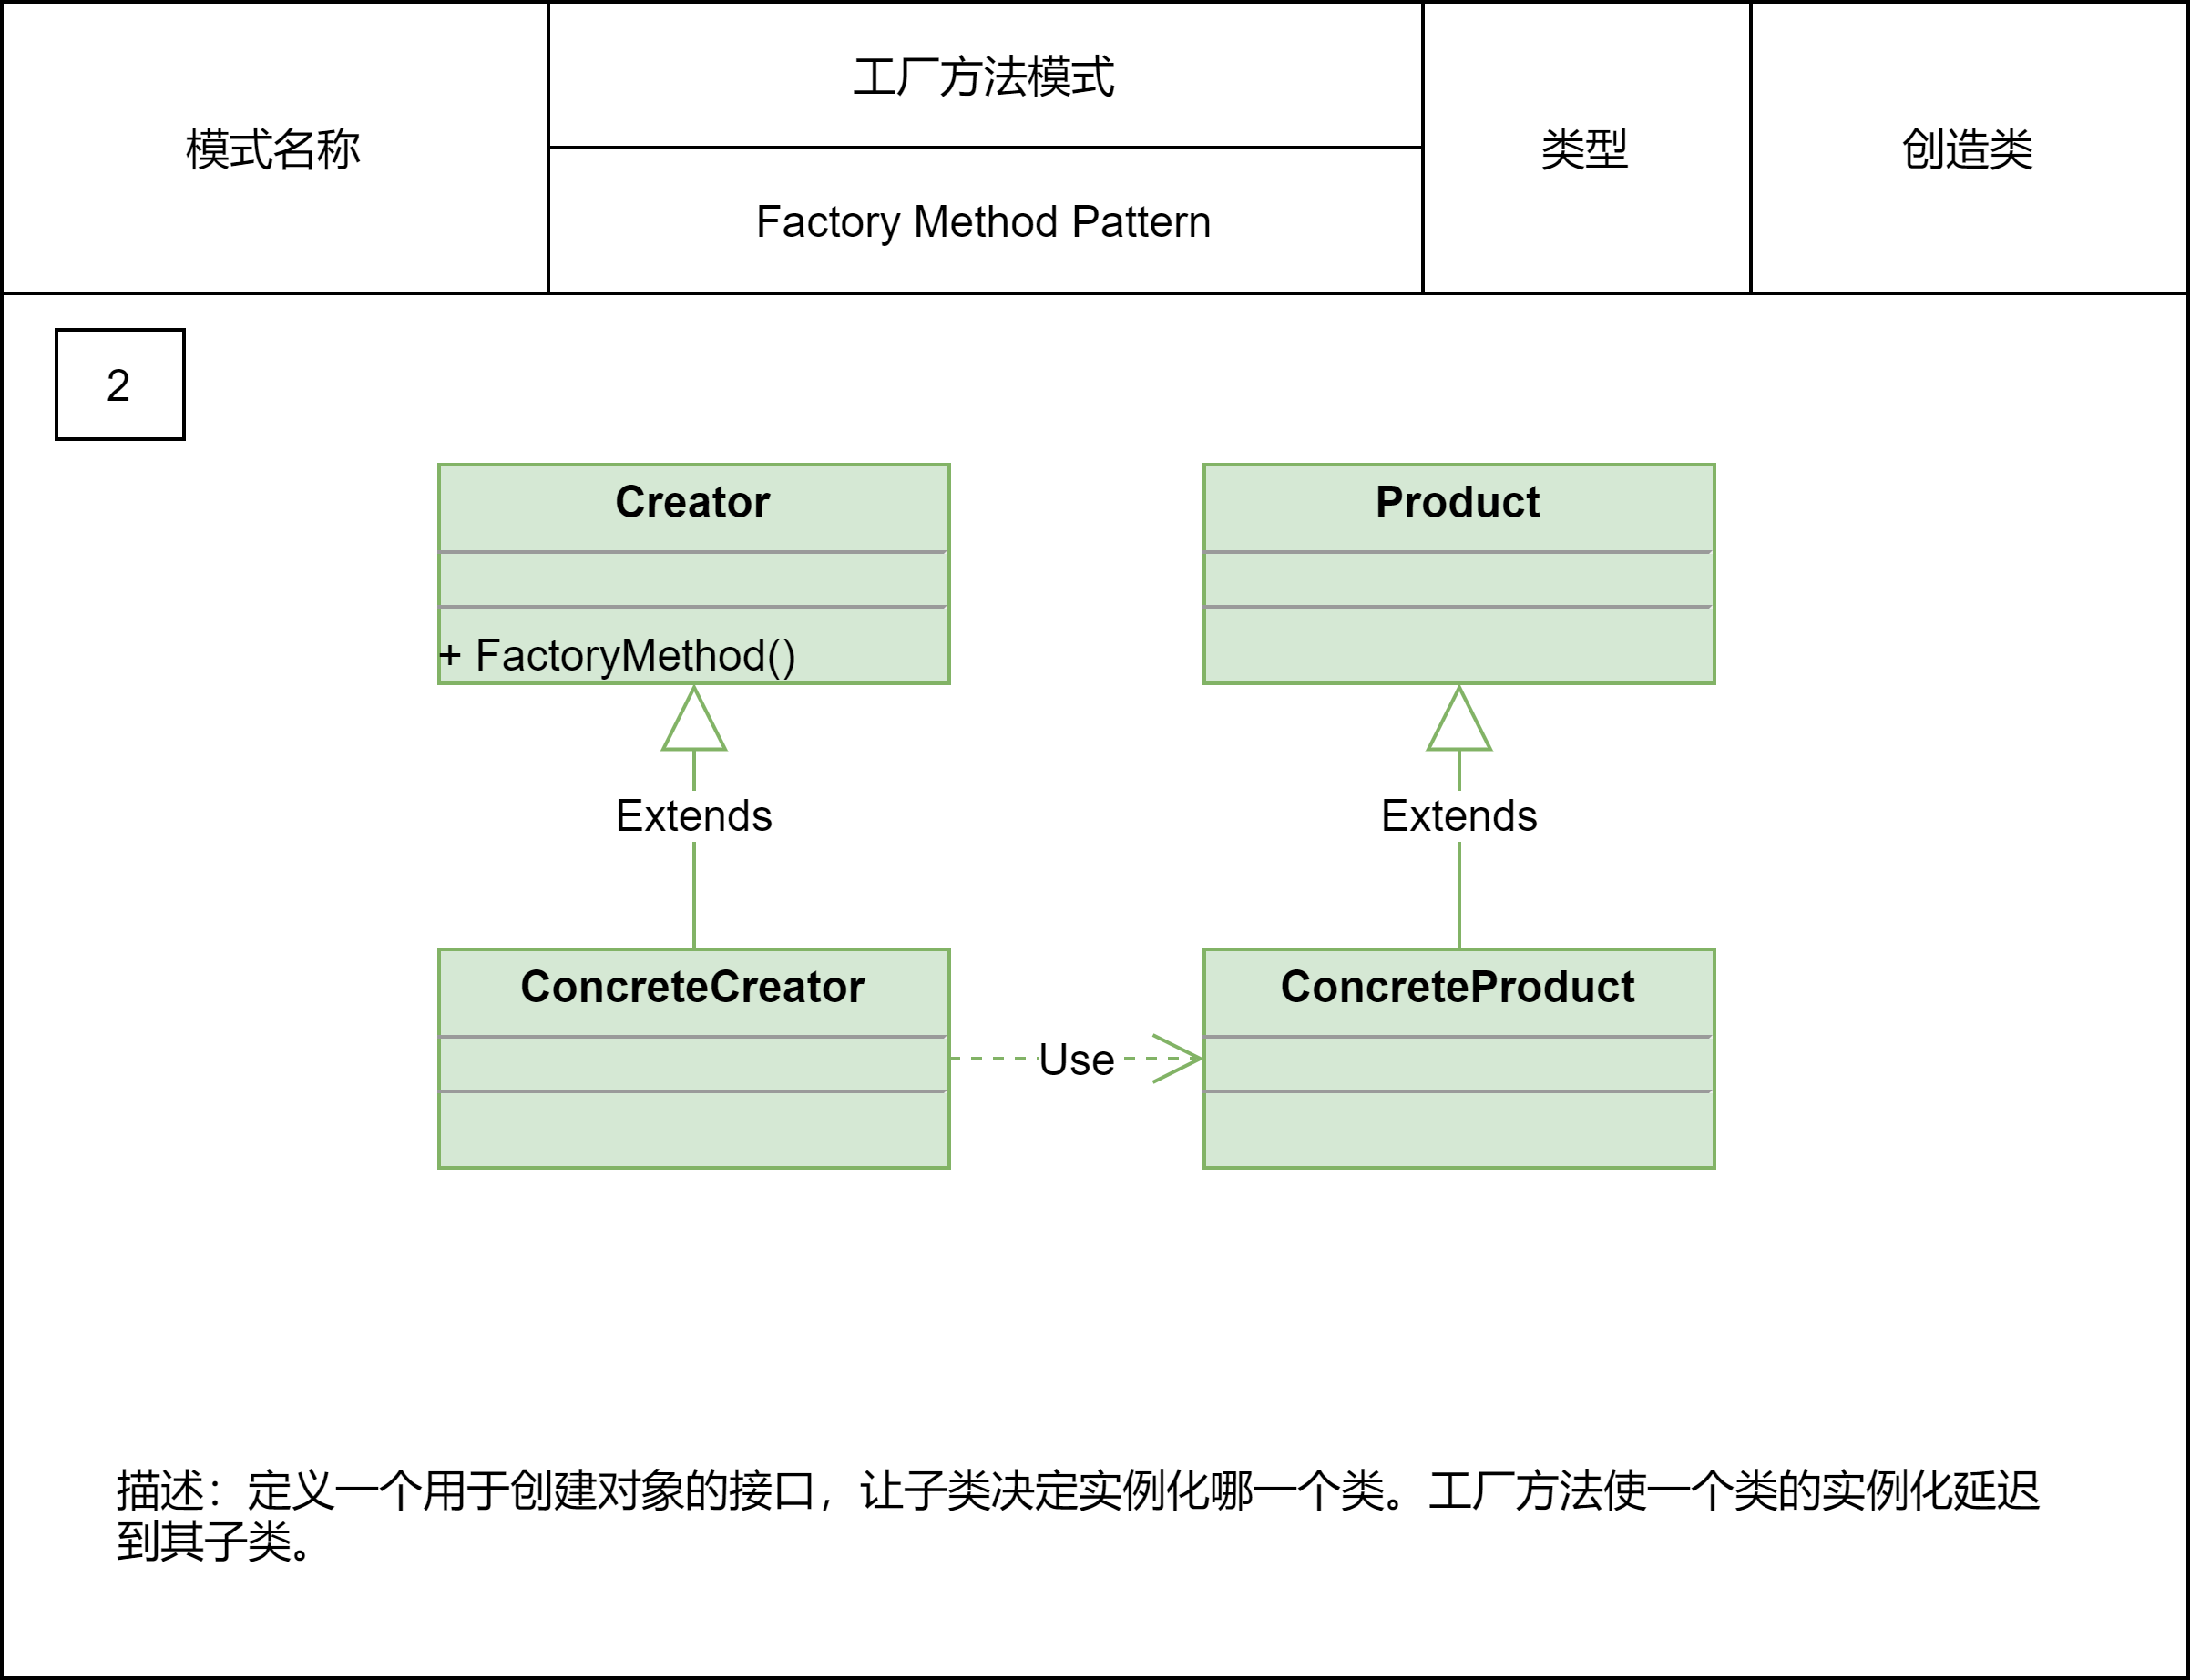 模式名称
工厂方法模式
Factory Method Pattern
类型
创造类
2
Creator
+ FactoryMethod()
Product
Extends
Extends
ConcreteCreator
Use
ConcreteProduct
描述：定义一个用于创建对象的接口，让子类决定实例化哪一个类。工厂方法使一个类的实例化延迟
到其子类。